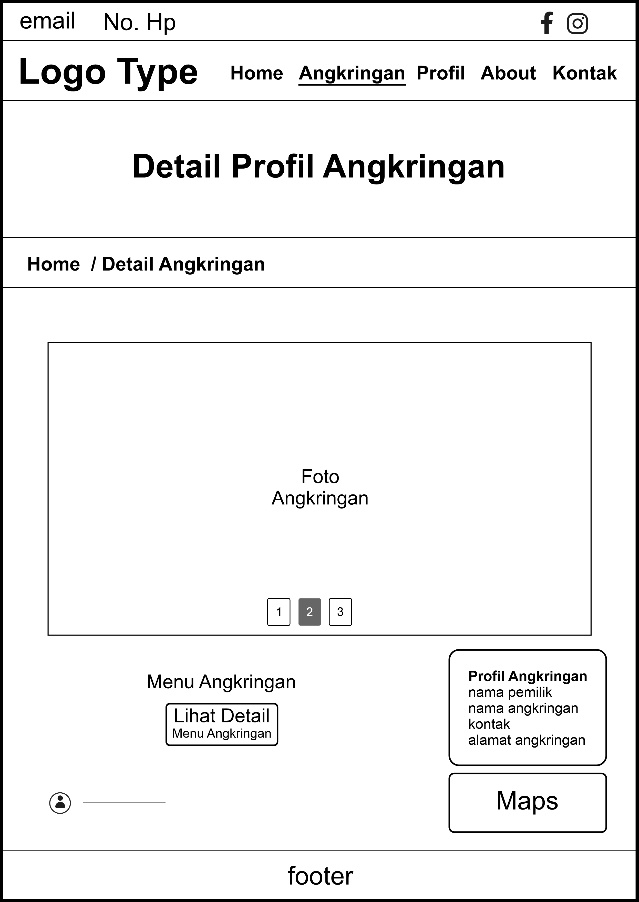 email No. Hp
Logo Type Home Angkringan Profil About Kontak
Detail Profil Angkringan
Home / Detail Angkringan
Foto
Angkringan
1 2 3
Menu Angkringan
Lihat Detail
Menu Angkringan
Profil Angkringan
nama pemilik
nama angkringan
kontak
alamat angkringan
Maps
footer